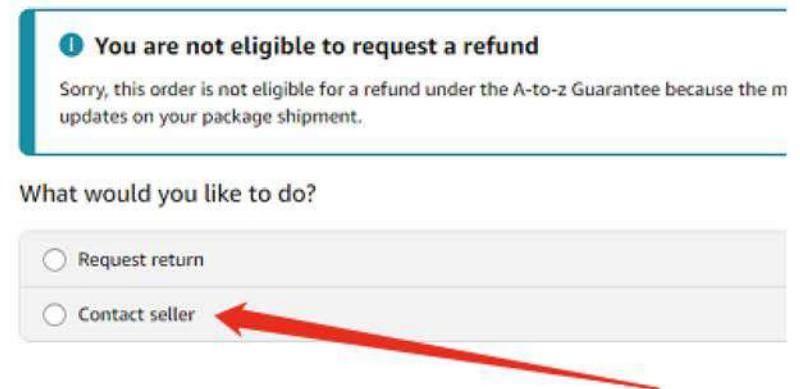 You are not eligible to request a refund
Sorry, this order is not eligible for a refund under the A-to-z Guarantee because the m
updates on your package shipment.
What would you like to do?
Request return
Contact seller